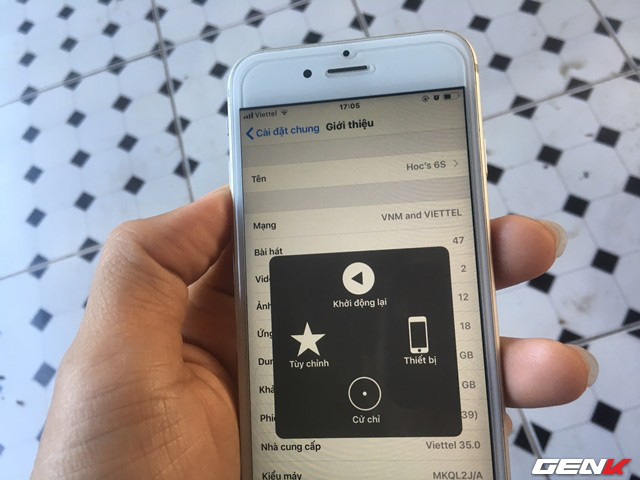 Viettel
17:05
Cài đặt chung
Giới thiệu
Tên
Hoc's 6S
Mạng
VNM and VIETTEL
Bài hát
47
2
12
18
GB
GB
39)
Khởi động lại
Tùy chỉnh
Thiết bị
Cử chỉ
Nhà cung cấp
Viettel 35.0
Kiểu máy
MKQL2J/A
GENK